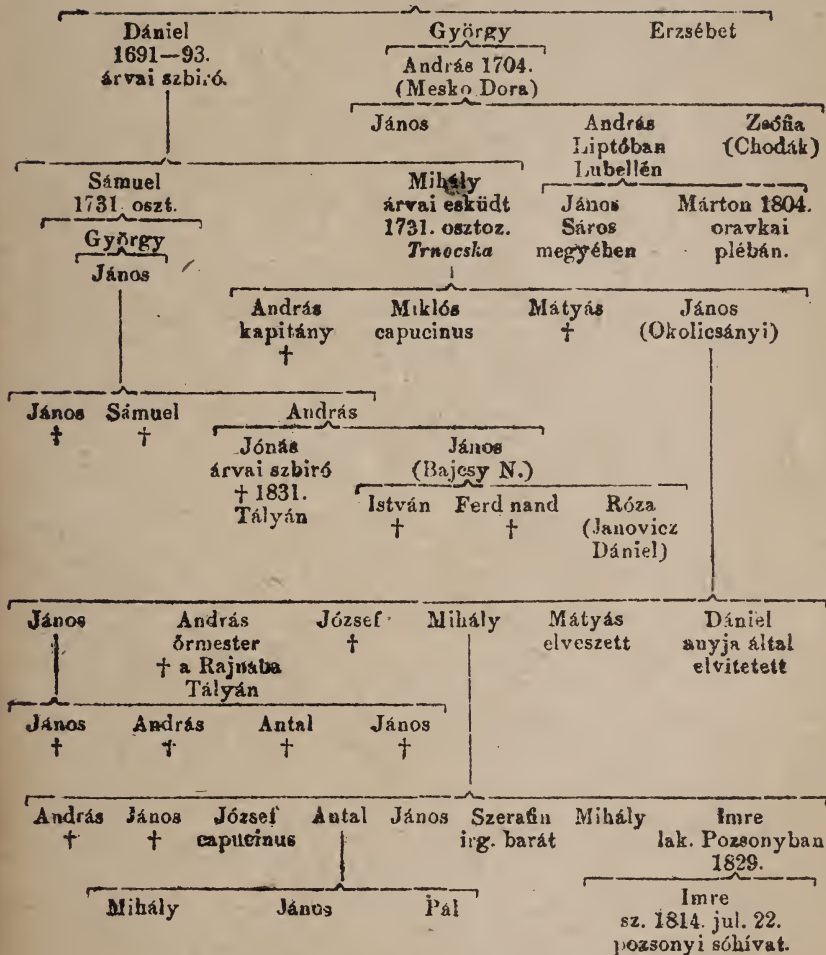 Dániel György Erzsébet
1691—93.
árvai szbiró. András 1704.
(Mesko Dora)
János András Zsófia
Liptóban (Chodák)
Lubellén
Sámuel Mihály
1731. oszt. árvai esküdt János Márton 1804.
1731. osztoz. Sáros oravkai
György Trnocska megyében plébán.
János
András Miklós Mátyás János
kapitány capucinus † (Okolicsányi)
†
János Sámuel András
† †
Jónás János
árvai szbiró (Bajcsy N.)
† 1831. István Ferdnand Róza
Tályán † † (Janovicz
Dániel)
János András József Mihály Mátyás Dániel
őrmester † elveszett anyja által
† a Rajnába elvitetett
Tályán
János András Antal János
† † † †
András János József Antal János Szerafin Mihály Imre
† † capucinus irg. barát lak. Pozsonyban
1829.
Mihály János Pál Imre
sz. 1814. jul. 22.
pozsonyi sóhívat.